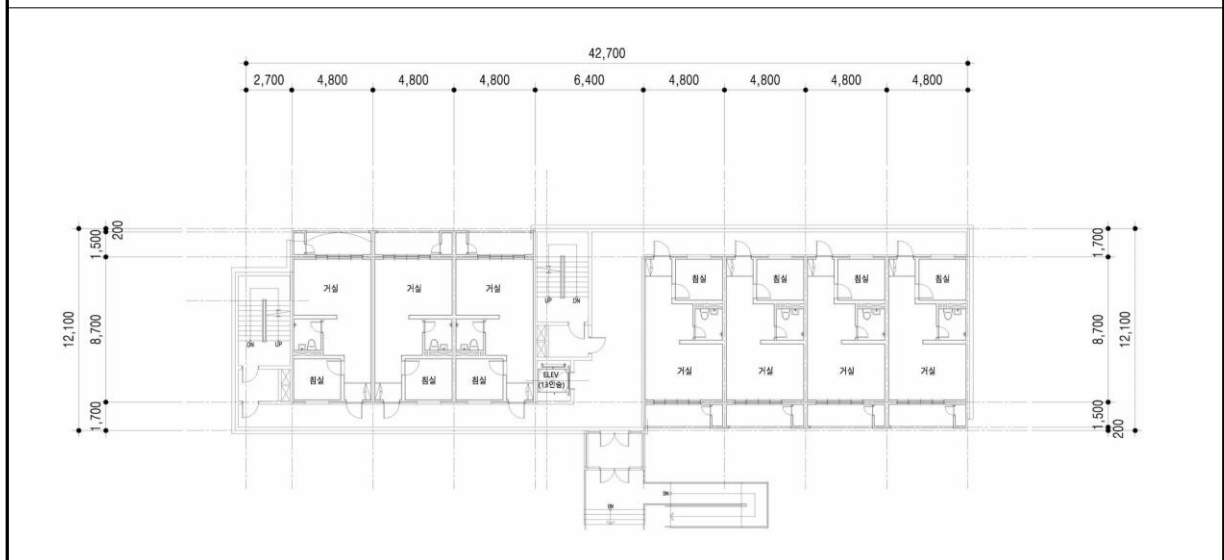 42,700
2,700 4,800 4,800 4,800 6,400 4,800 4,800 4,800 4,800
200
1,500
8,700
12,100
1,700
1,700
8,700
12,100
1,500
200
침실 침실 침실 침실
거실 거실 거실
UP DN
DN UP
ELEV
(13인승)
침실 침실 침실
거실 거실 거실 거실
DN
DN